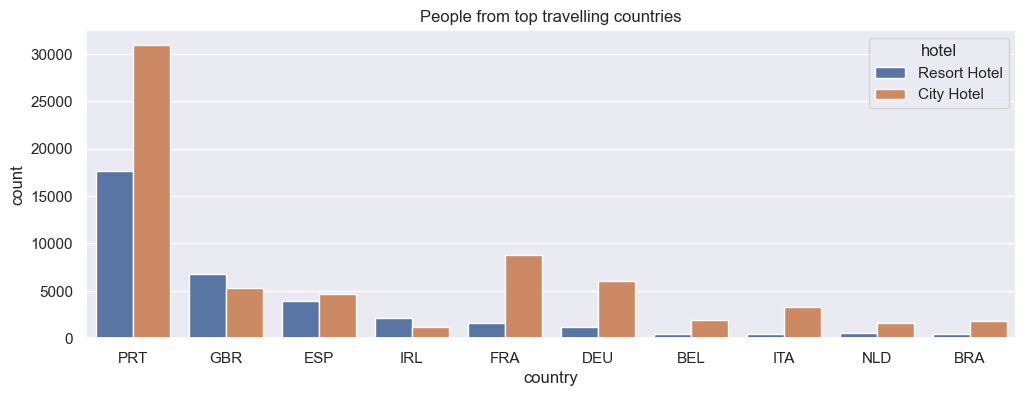 People from top travelling countries
hotel
Resort Hotel
City Hotel
count
30000
25000
20000
15000
10000
5000
0
PRT GBR ESP IRL FRA DEU BEL ITA NLD BRA
country